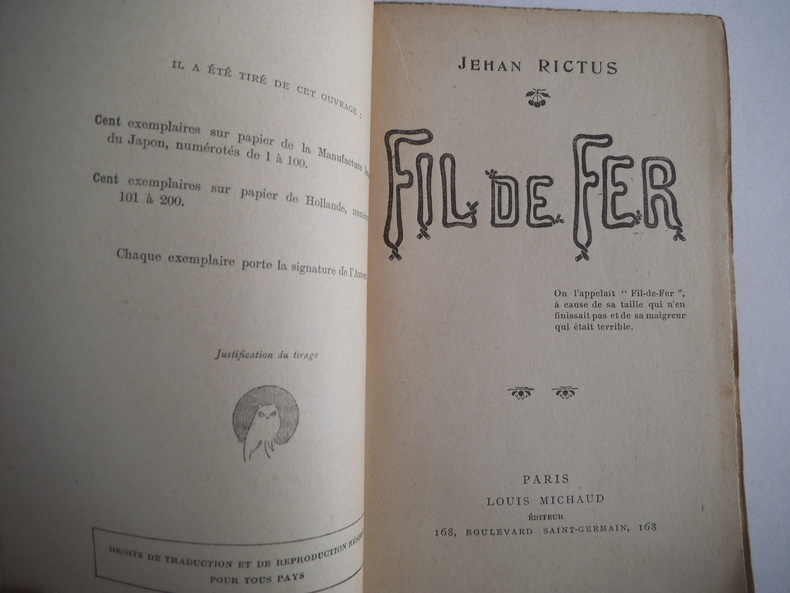 IL A ÉTÉ TIRÉ DE CET OUVRAGE :
Cent exemplaires sur papier de la Manufacture
du Japon, numérotés de 1 à 100.
Cent exemplaires sur papier de Hollande,
101 à 200.
Chaque exemplaire porte la signature de
Justification du tirage
DROITS DE TRADUCTION ET DE REPRODUCTION
POUR TOUS PAYS
JEHAN RICTUS
FIL DE FER
On l'appelait " Fil-de-Fer ",
à cause de sa taille qui n'en
finissait pas et de sa maigreur
qui était terrible.
PARIS
LOUIS MICHAUD
ÉDITEUR
168, BOULEVARD SAINT-GERMAIN, 168